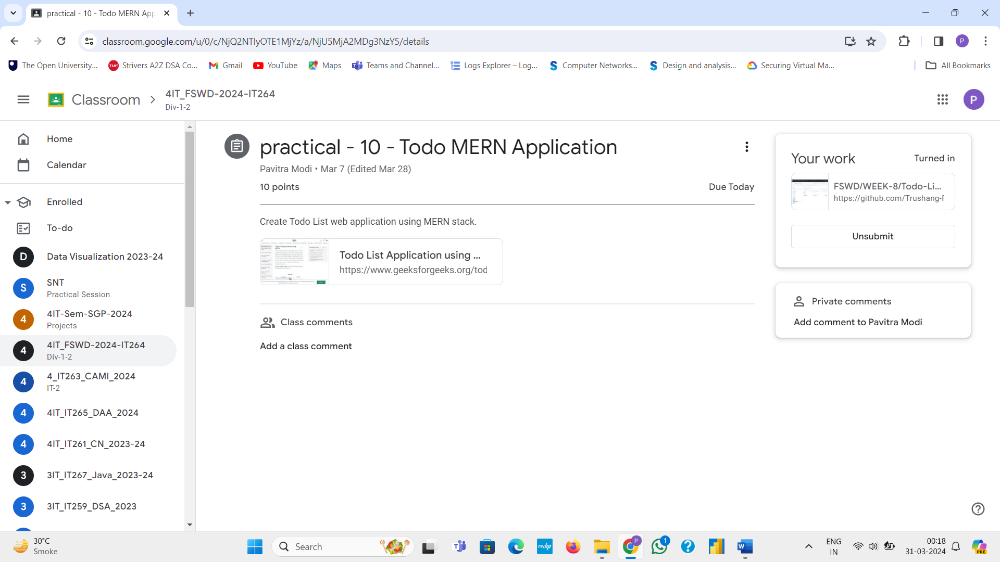 practical - 10 - Todo MERN App
classroom.google.com/u/0/c/NjQ2NTIyOTE1MjYz/a/NjU5MjA2MDg3NzY5/details
P
The Open University...
TUF
Strivers A2Z DSA Co...
Gmail
YouTube
Maps
Teams and Channel...
Logs Explorer – Log...
Computer Networks...
Design and analysis...
Securing Virtual Ma...
All Bookmarks
Classroom
4IT_FSWD-2024-IT264
Div-1-2
P
Home
Calendar
Enrolled
To-do
D
Data Visualization 2023-24
S
SNT
Practical Session
4
4IT-Sem-SGP-2024
Projects
4
4IT_FSWD-2024-IT264
Div-1-2
4
4_IT263_CAMI_2024
IT-2
4
4IT_IT265_DAA_2024
4
4IT_IT261_CN_2023-24
3
3IT_IT267_Java_2023-24
3
3IT_IT259_DSA_2023
practical - 10 - Todo MERN Application
Pavitra Modi • Mar 7 (Edited Mar 28)
10 points
Due Today
Create Todo List web application using MERN stack.
Todo List Application using ...
https://www.geeksforgeeks.org/tod
Class comments
Add a class comment
Your work
Turned in
FSWD/WEEK-8/Todo-Li...
https://github.com/Trushang-P
Unsubmit
Private comments
Add comment to Pavitra Modi
30°C
Smoke
Search
myhp
P
1
ENG
IN
00:18
31-03-2024
PRE